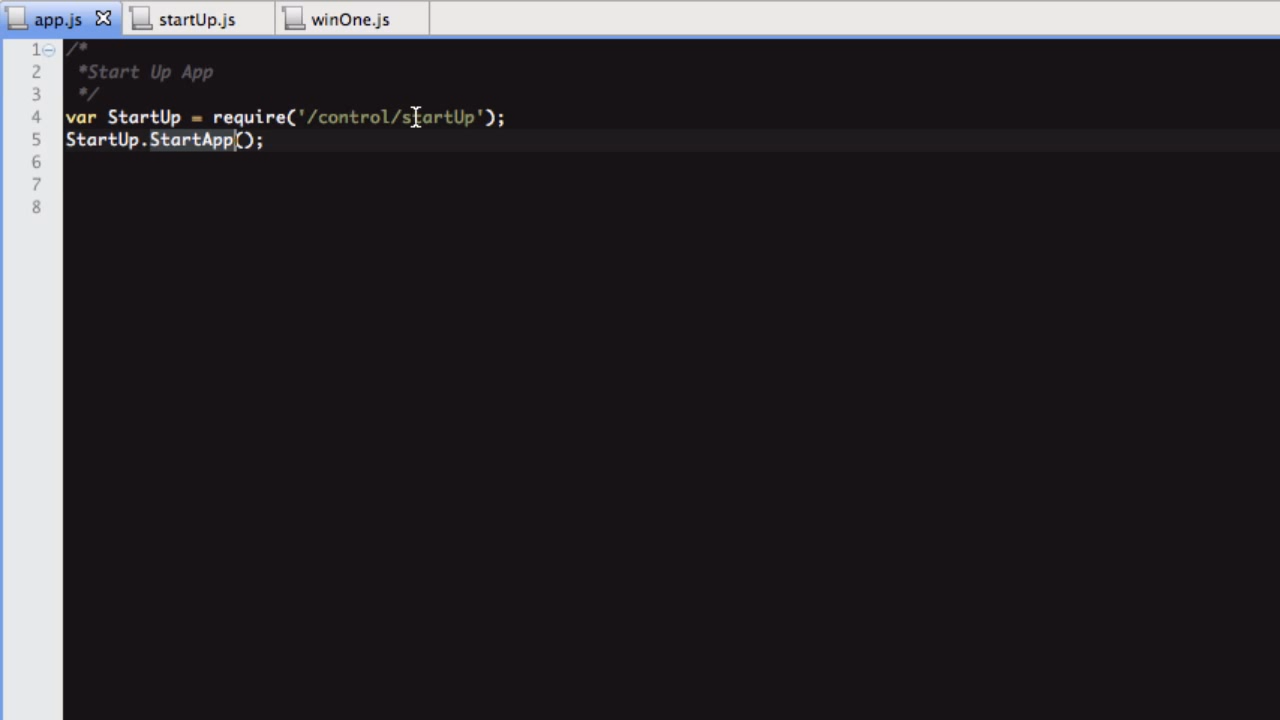 app.js startUp.js winOne.js
1 /*
2 *Start Up App
3 */
4 var StartUp = require('/control/startUp');
5 StartUp.StartApp();
6
7
8